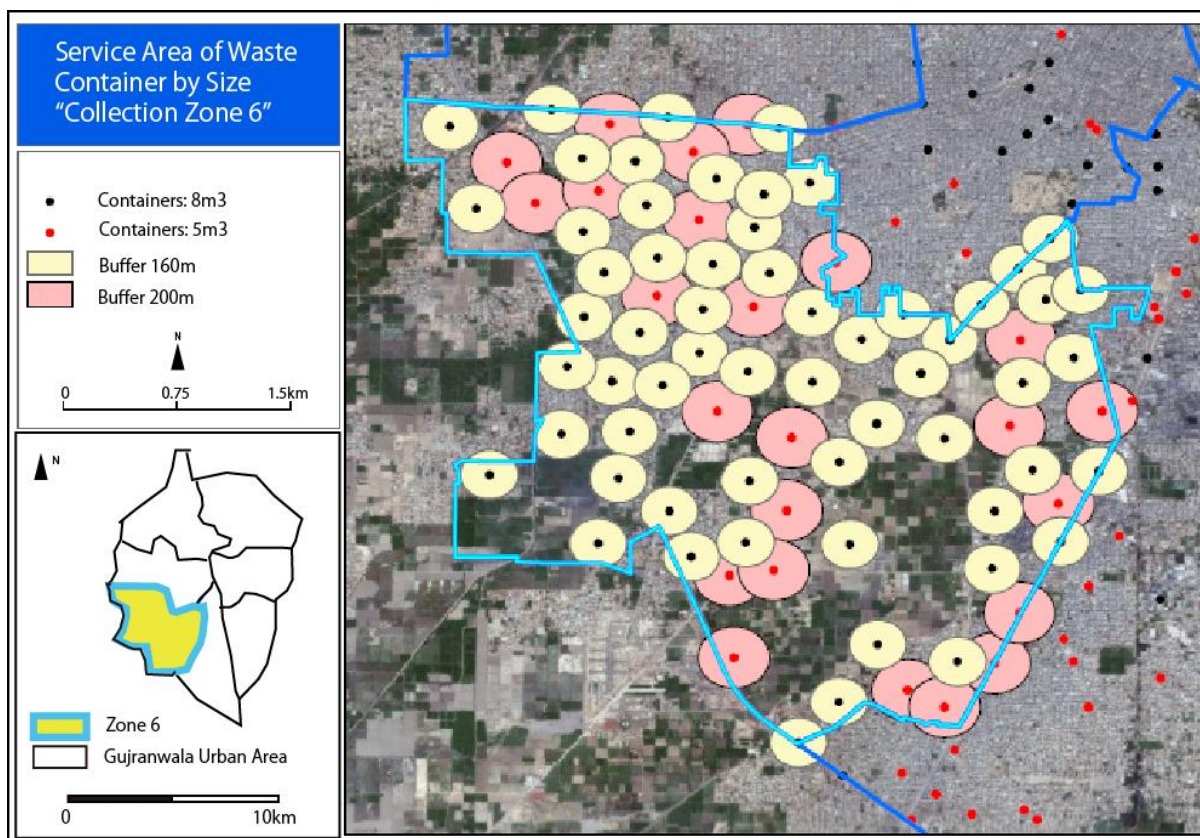 Service Area of Waste
Container by Size
“Collection Zone 6”
Containers: 8m3
Containers: 5m3
Buffer 160m
Buffer 200m
N
0 0.75 1.5km
N
Zone 6
Gujranwala Urban Area
0 10km